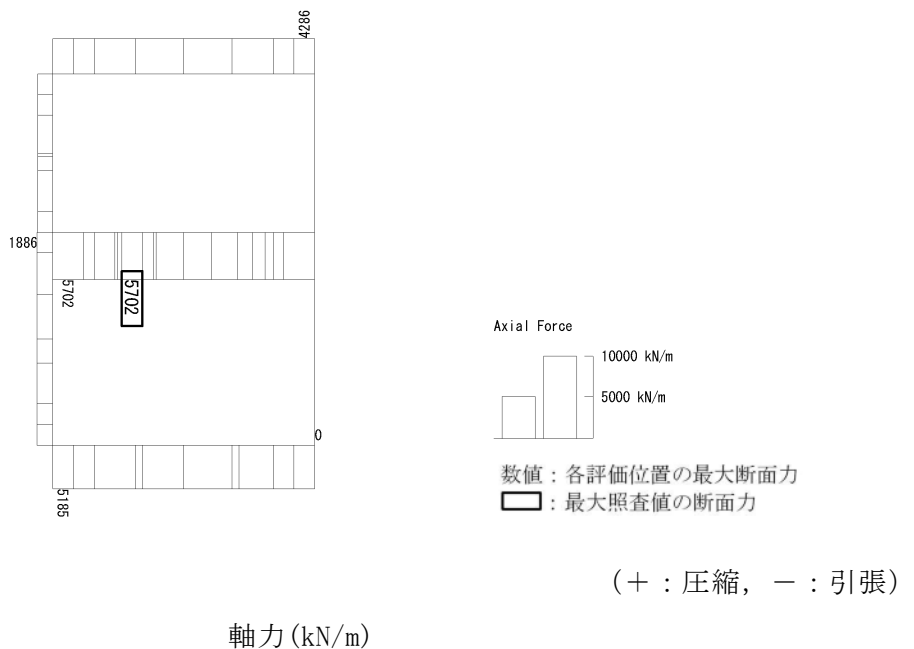 4286
1886
5702
5702
0
5185
Axial Force
10000 kN/m
5000 kN/m
数値：各評価位置の最大断面力
：最大照査値の断面力
(＋：圧縮, －：引張)
軸力(kN/m)